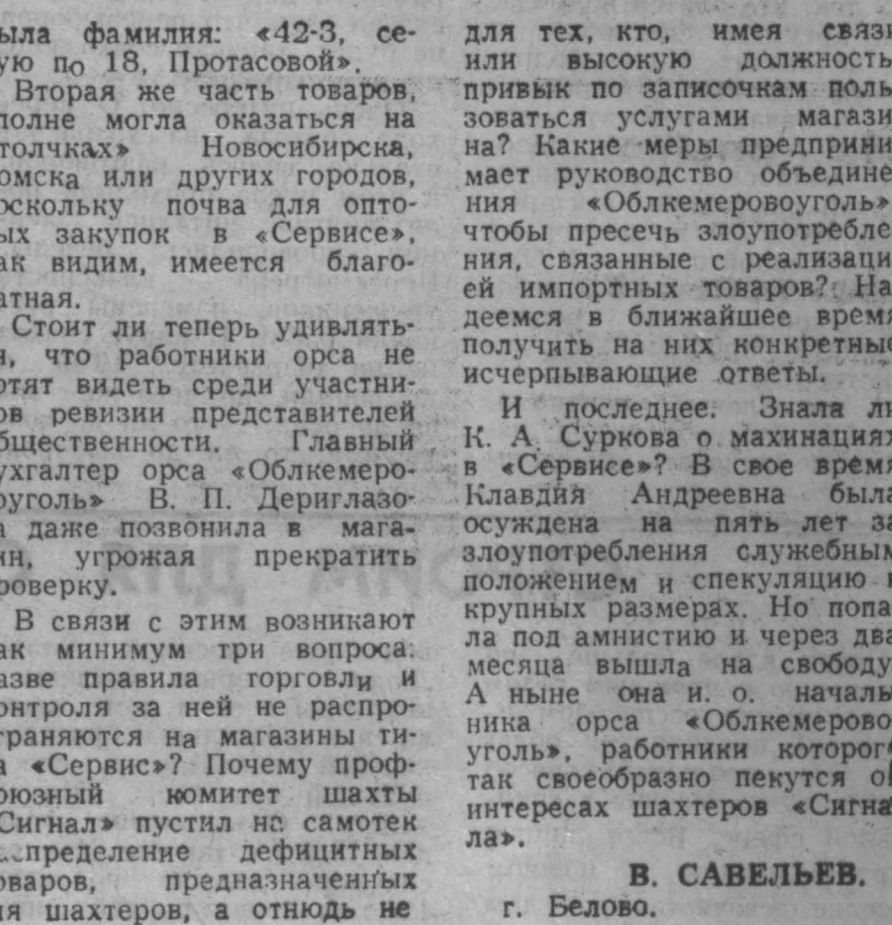 ыла фамилия: «42-3, се-
ую по 18, Протасовой».
Вторая же часть товаров,
полне могла оказаться на
толчках» Новосибирска,
омска или других городов,
оскольку почва для опто-
ых закупок в «Сервисе»,
ак видим, имеется благо-
атная.
Стоит ли теперь удивлять-
я, что работники орса не
отят видеть среди участни-
ов ревизии представителей
бщественности. Главный
ухгалтер орса «Облкемеро-
оуголь» В. П. Дериглазо-
а даже позвонила в мага-
ин, угрожая прекратить
роверку.
В связи с этим возникают
ак минимум три вопроса:
азве правила торговли и
онтроля за ней не распро-
траняются на магазины ти-
а «Сервис»? Почему проф-
оюзный комитет шахты
Сигнал» пустил на самотек
спределение дефицитных
оваров, предназначенных
ля шахтеров, а отнюдь не
для тех, кто, имея связи
или высокую должность
привык по записочкам поль
зоваться услугами магази
на? Какие меры предприни
мает руководство объедине
ния «Облкемеровоуголь»
чтобы пресечь злоупотребле
ния, связанные с реализаци
ей импортных товаров? На
деемся в ближайшее время
получить на них конкретные
исчерпывающие ответы.
И последнее. Знала ли
К. А. Суркова о махинациях
в «Сервисе»? В свое время
Клавдия Андреевна была
осуждена на пять лет за
злоупотребления служебным
положением и спекуляцию в
крупных размерах. Но попа
ла под амнистию и через два
месяца вышла на свободу
А ныне она и. о. началь
ника орса «Облкемерово
уголь», работники которого
так своеобразно пекутся об
интересах шахтеров «Сигна
ла».
В. САВЕЛЬЕВ.
г. Белово.